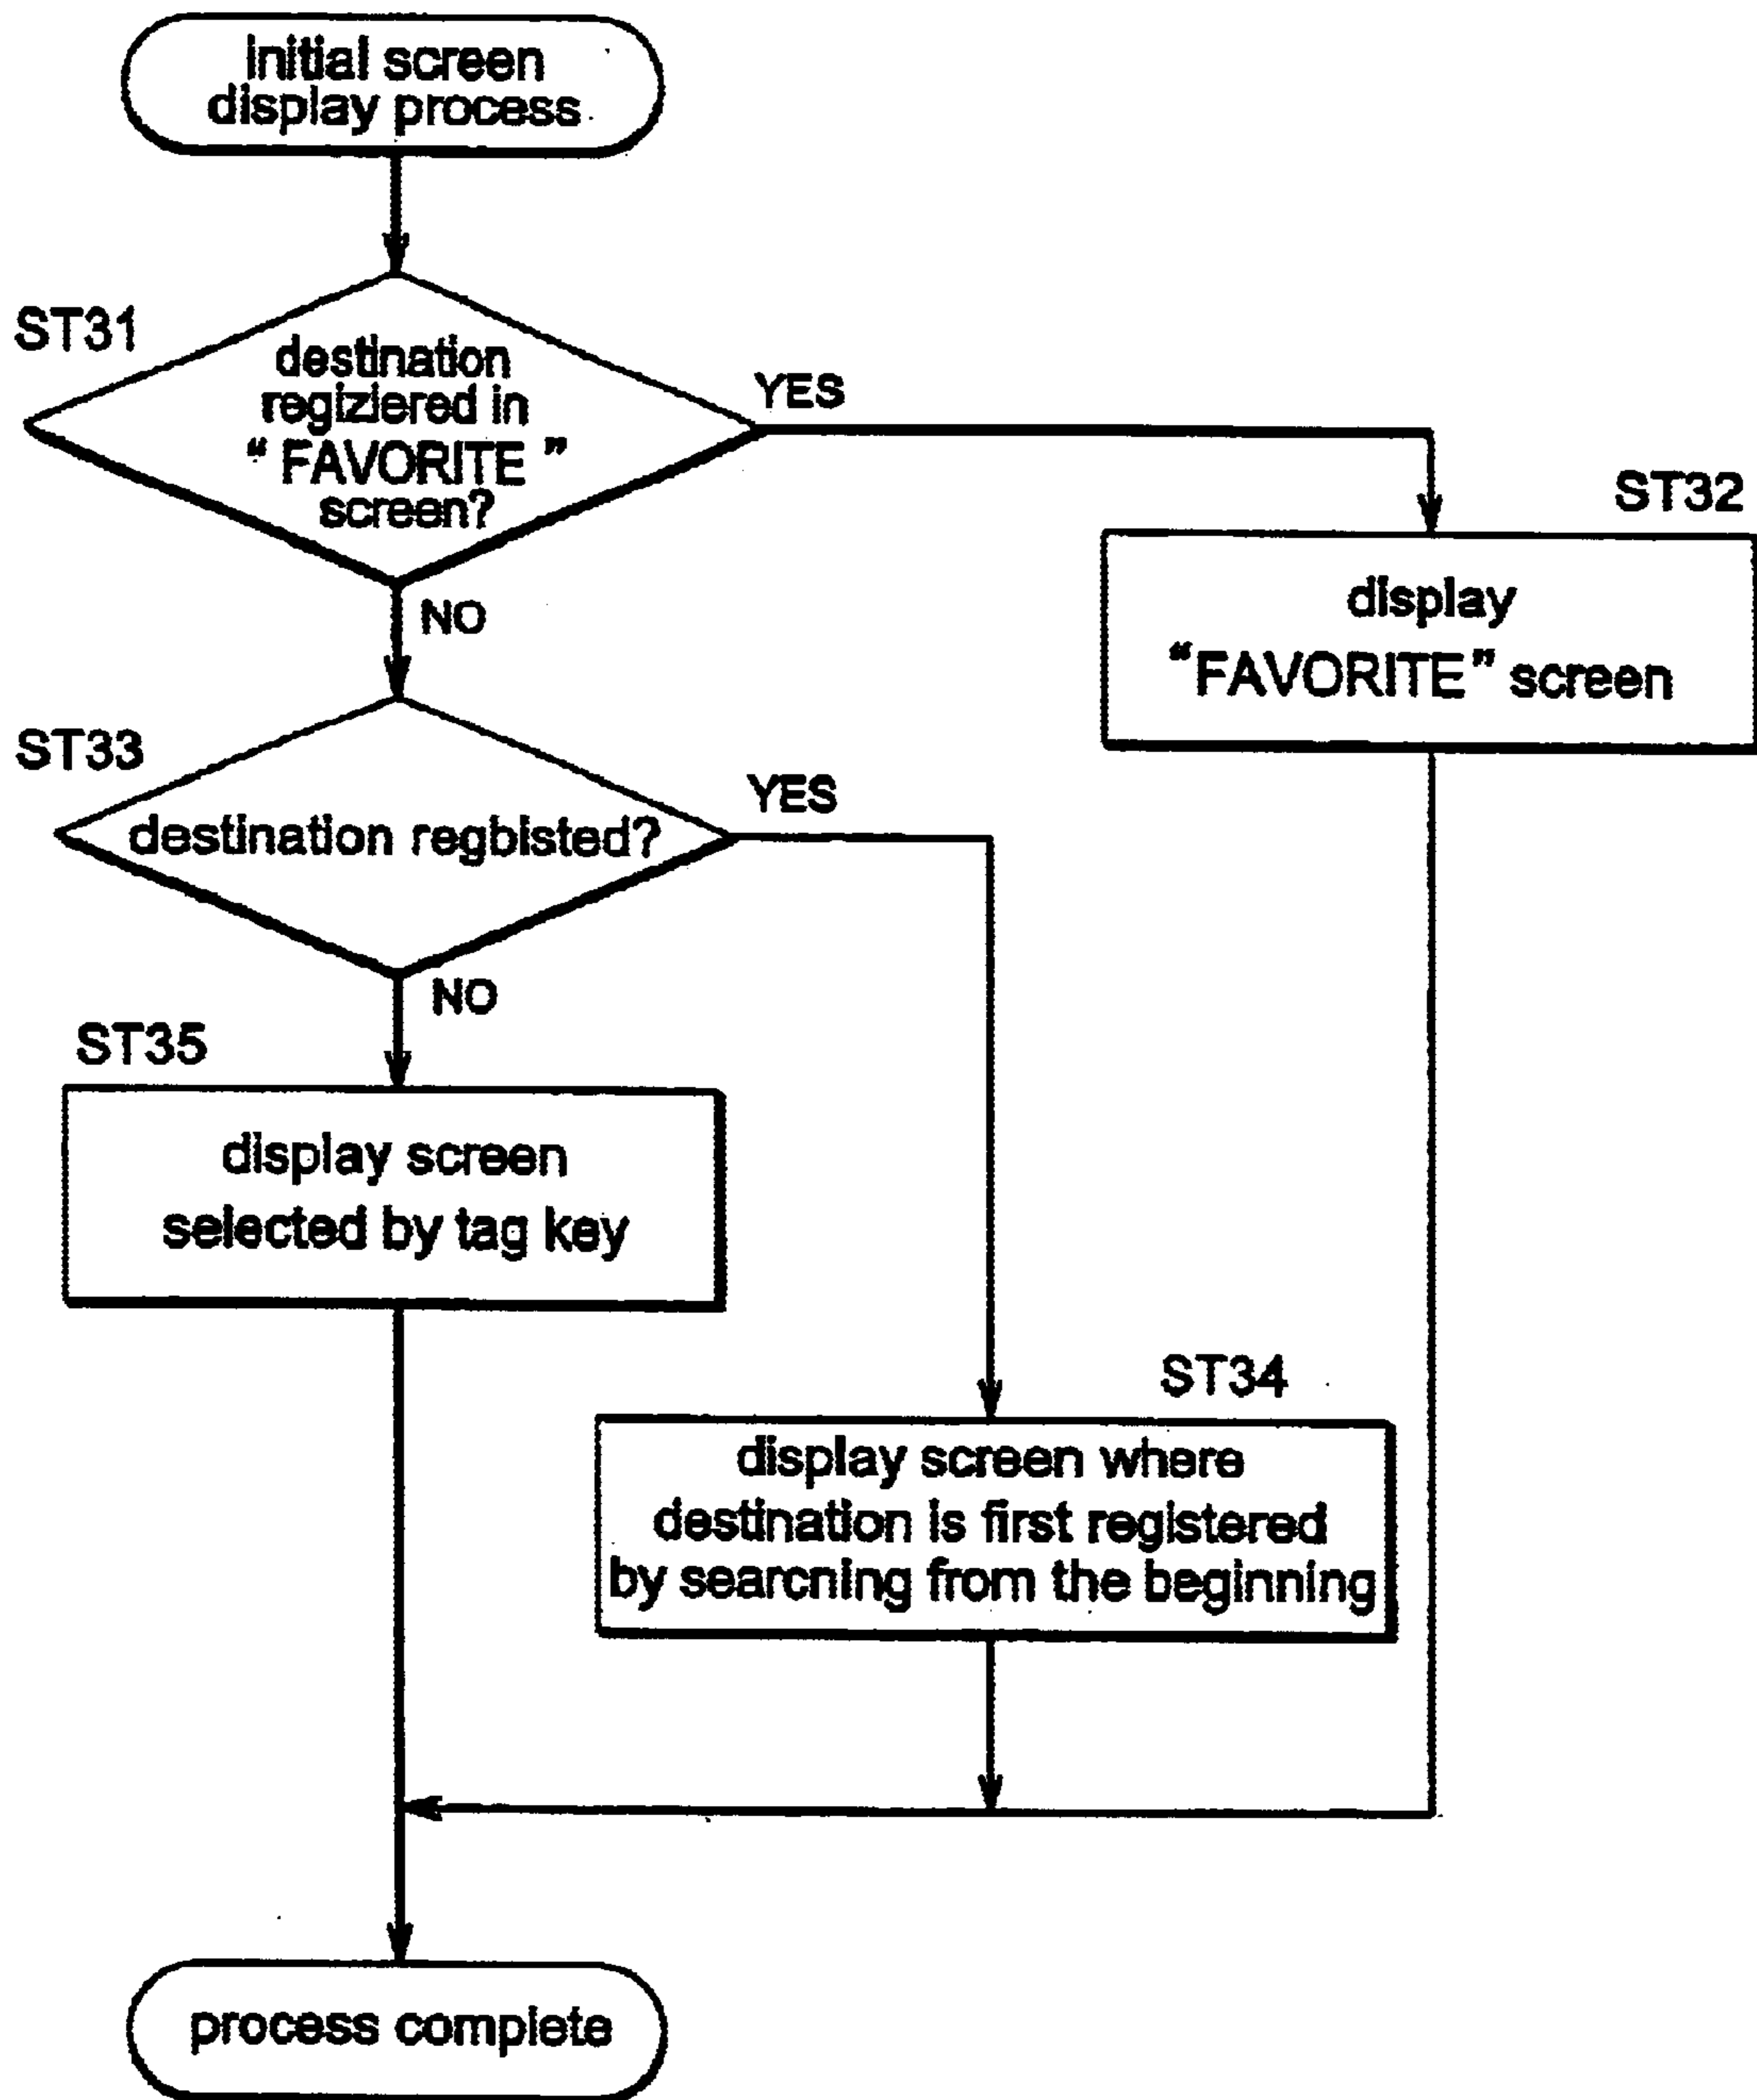 initial screen
display process
ST31
destination
regiziered in
“ FAVORITE ”
screen?
YES
NO
ST32
display
“FAVORITE” screen
ST33
destination regbisted?
YES
NO
ST35
display screen
selected by tag key
ST34
display screen where
destination is first registered
by searcning from the beginning
process complete